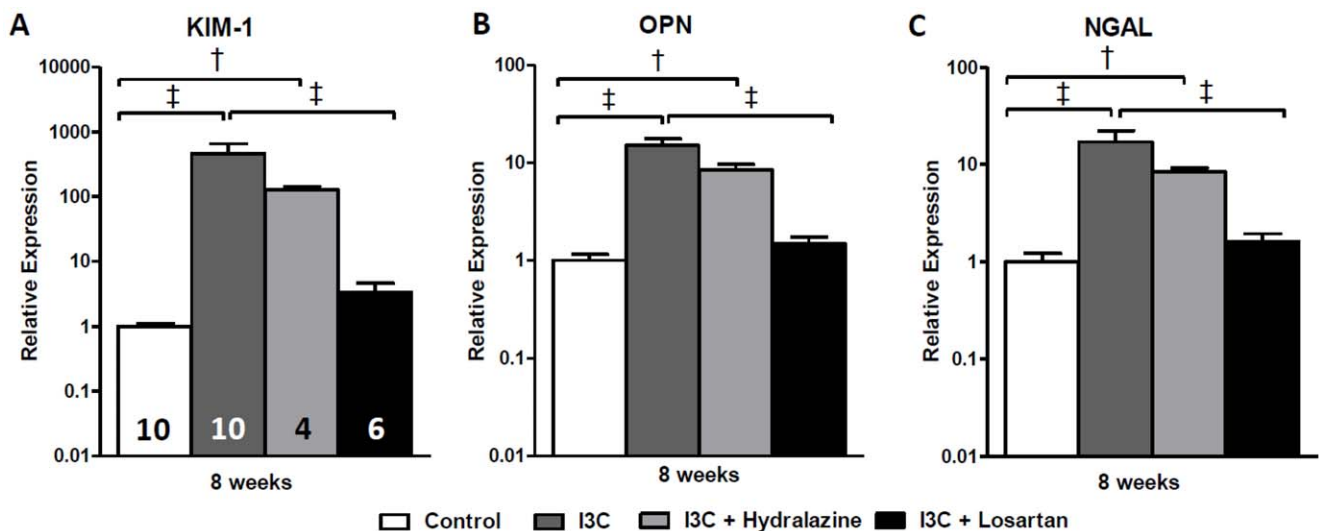 A
KIM-1
Relative Expression
10000
1000
100
10
1
0.1
0.01
†
‡
‡
10
10
4
6
8 weeks
B
OPN
Relative Expression
100
10
1
0.1
0.01
†
‡
‡
8 weeks
C
NGAL
Relative Expression
100
10
1
0.1
0.01
†
‡
‡
8 weeks
Control
I3C
I3C + Hydralazine
I3C + Losartan